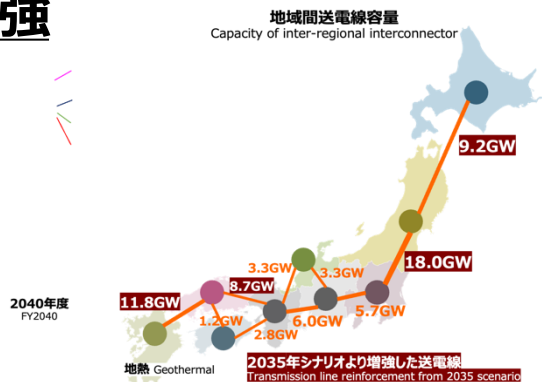 強
地域間送電線容量
Capacity of inter-regional interconnector
9.2GW
18.0GW
3.3GW
3.3GW
8.7GW
11.8GW
1.2GW
2.8GW
6.0GW
5.7GW
2040年度
FY2040
地熱 Geothermal
2035年シナリオより増強した送電線
Transmission line reinforcement from 2035 scenario